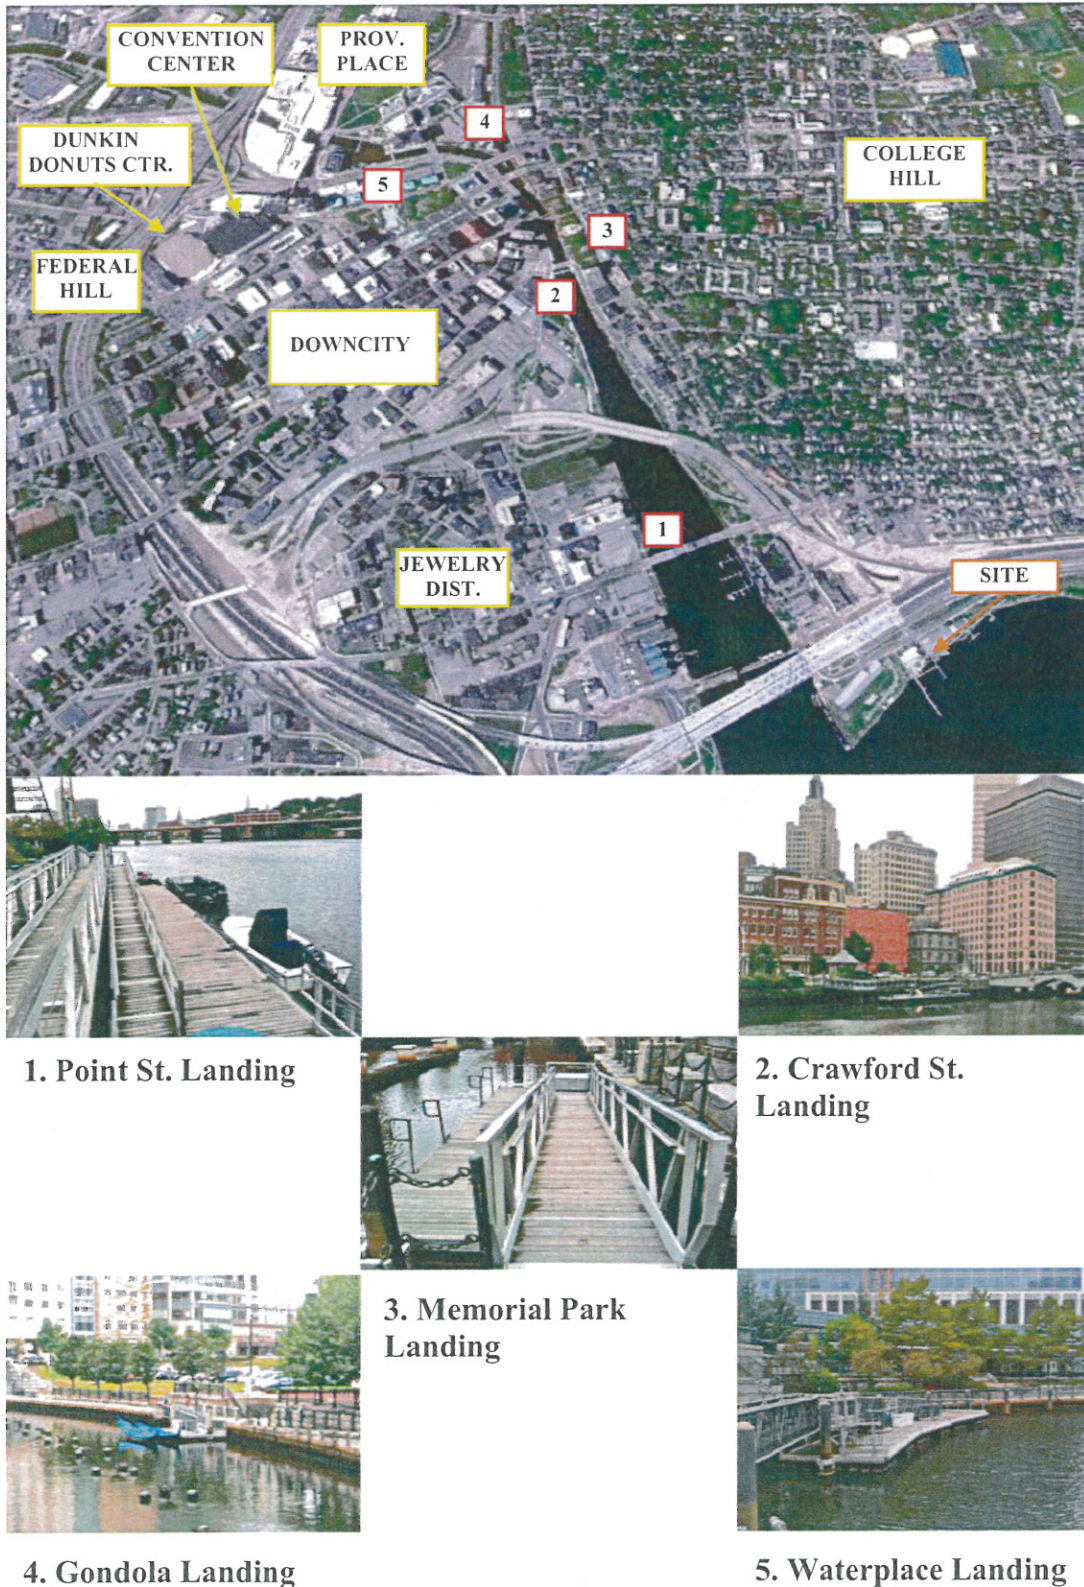 CONVENTION
CENTER
PROV.
PLACE
4
DUNKIN
DONUTS CTR.
5
COLLEGE
HILL
3
FEDERAL
HILL
2
DOWNCITY
1
JEWELRY
DIST.
SITE
1. Point St. Landing
2. Crawford St.
Landing
3. Memorial Park
Landing
4. Gondola Landing
5. Waterplace Landing